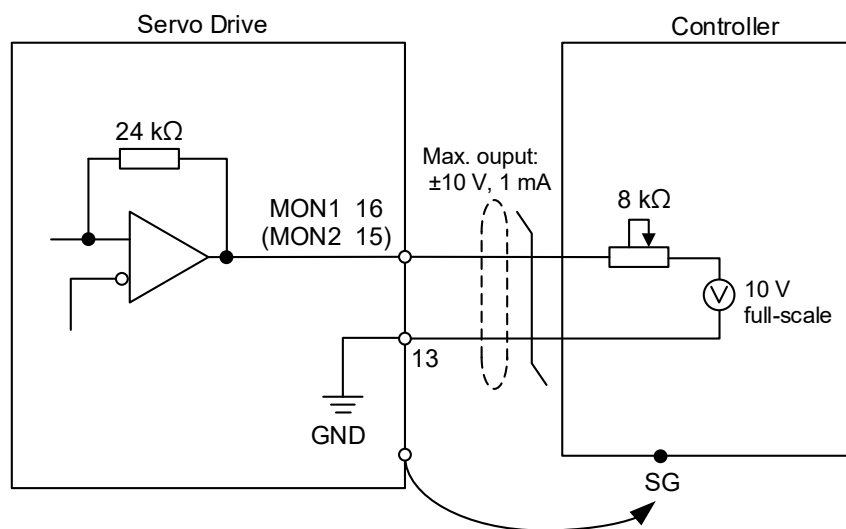 Servo Drive
Controller
24 kΩ
Max. ouput:
±10 V, 1 mA
MON1 16
(MON2 15)
8 kΩ
V
10 V
full-scale
13
GND
SG